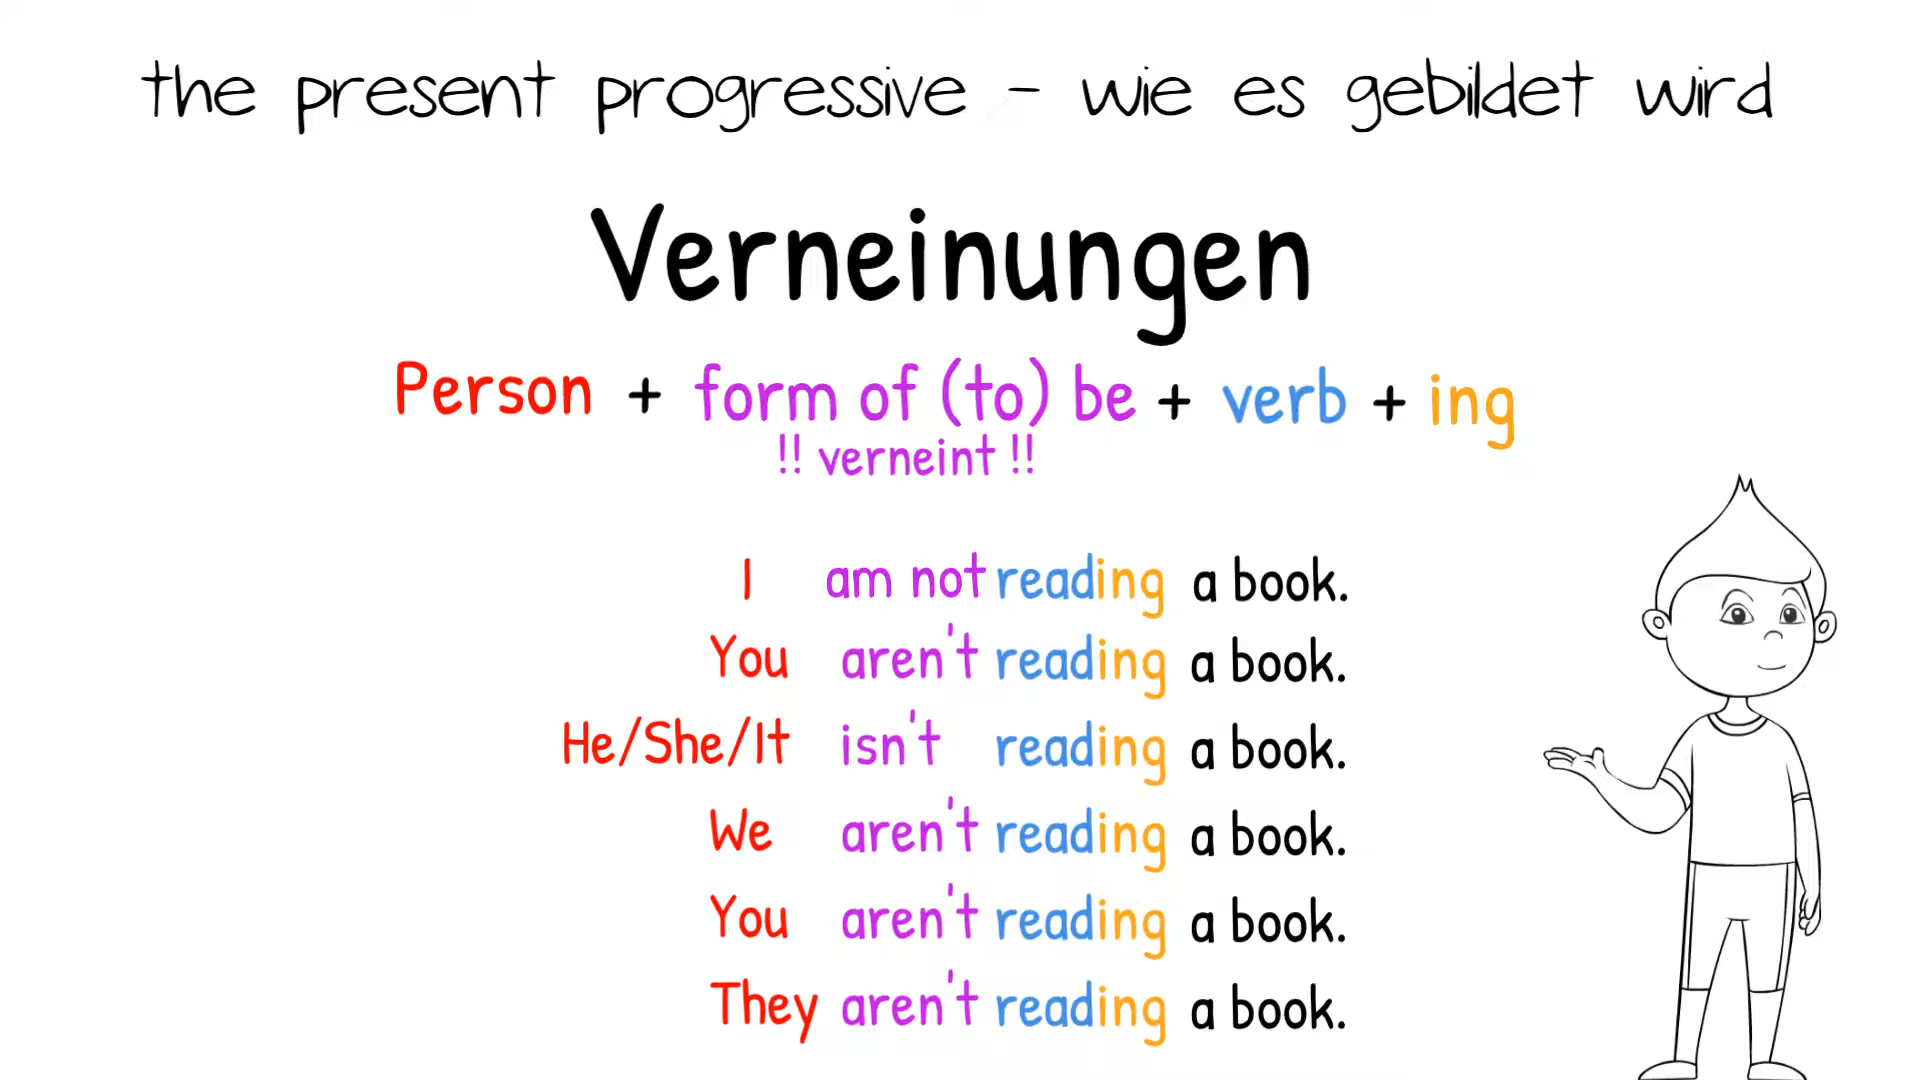 the present progressive - wie es gebildet wird
Verneinungen
Person + form of (to) be + verb + ing
!! verneint !!
I am not reading a book.
You aren't reading a book.
He/She/It isn't reading a book.
We aren't reading a book.
You aren't reading a book.
They aren't reading a book.